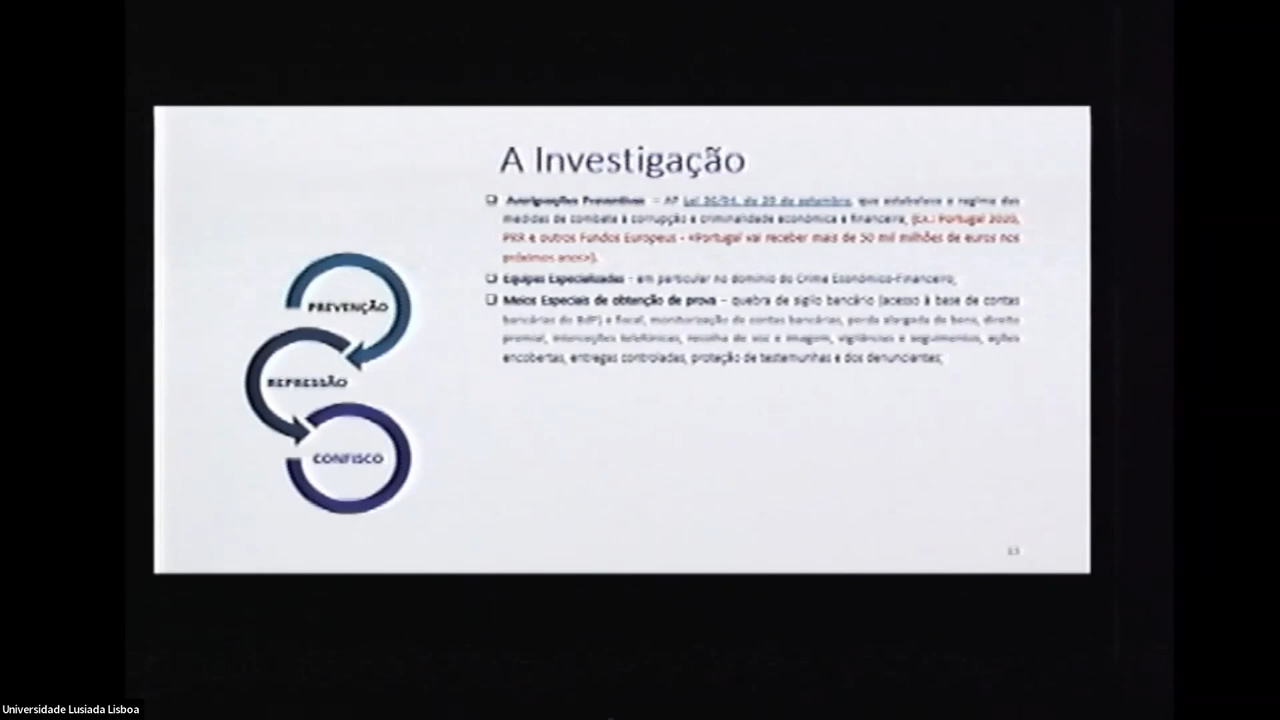 A Investigação
❑ Averiguações Preventivas – AP Lei 36/94, de 29 de setembro, que estabelece o regime das
medidas de combate à corrupção e criminalidade económica e financeira, (Ex.: Portugal 2020,
PRR e outros Fundos Europeus - «Portugal vai receber mais de 50 mil milhões de euros nos
próximos anos»).
❑ Equipas Especializadas – em particular no domínio do Crime Económico-Financeiro;
❑ Meios Especiais de obtenção de prova – quebra de sigilo bancário (acesso à base de contas
bancárias do BdP) e fiscal, monitorização de contas bancárias, perda alargada de bens, direito
premial, interceções telefónicas, recolha de voz e imagem, vigilâncias e seguimentos, ações
encobertas, entregas controladas, proteção de testemunhas e dos denunciantes;
PREVENÇÃO
REPRESSÃO
CONFISCO
Universidade Lusiada Lisboa